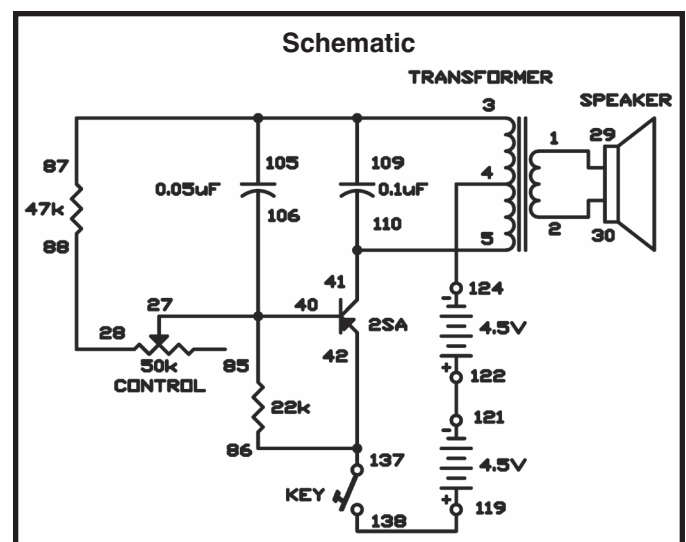 Schematic
TRANSFORMER
SPEAKER
3
29
1
87
105
109
4
47k
0.05uF
0.1uF
106
88
110
5
2
30
41
124
27
40
2SA
28
4.5V
42
85
50k
CONTROL
122
22k
121
86
137
4.5V
KEY
119
138